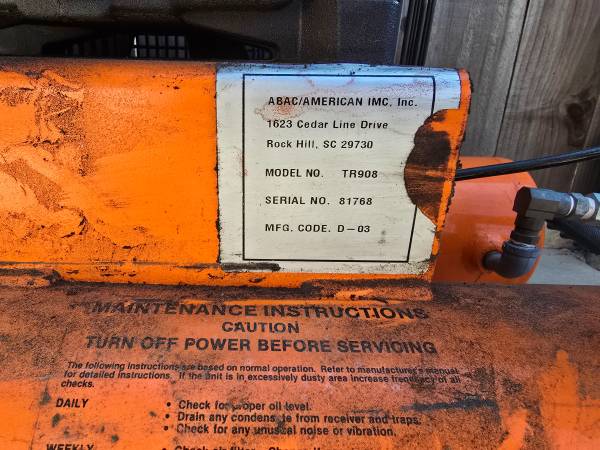 ABAC/AMERICAN IMC, Inc.
1623 Cedar Line Drive
Rock Hill, SC 29730
MODEL NO. TR908
SERIAL NO. 81768
MFG. CODE. D—03
MAINTENANCE INSTRUCTIONS
CAUTION
TURN OFF POWER BEFORE SERVICING
The following instructions are based on normal operation. Refer to manufacturer's manual
for detailed instructions. If the unit is in excessively dusty area increase frequency of all
checks.
DAILY • Check for proper oil level.
• Drain any condensate from receiver and traps.
• Check for any unusual noise or vibration.
WEEKLY • Check air filter.